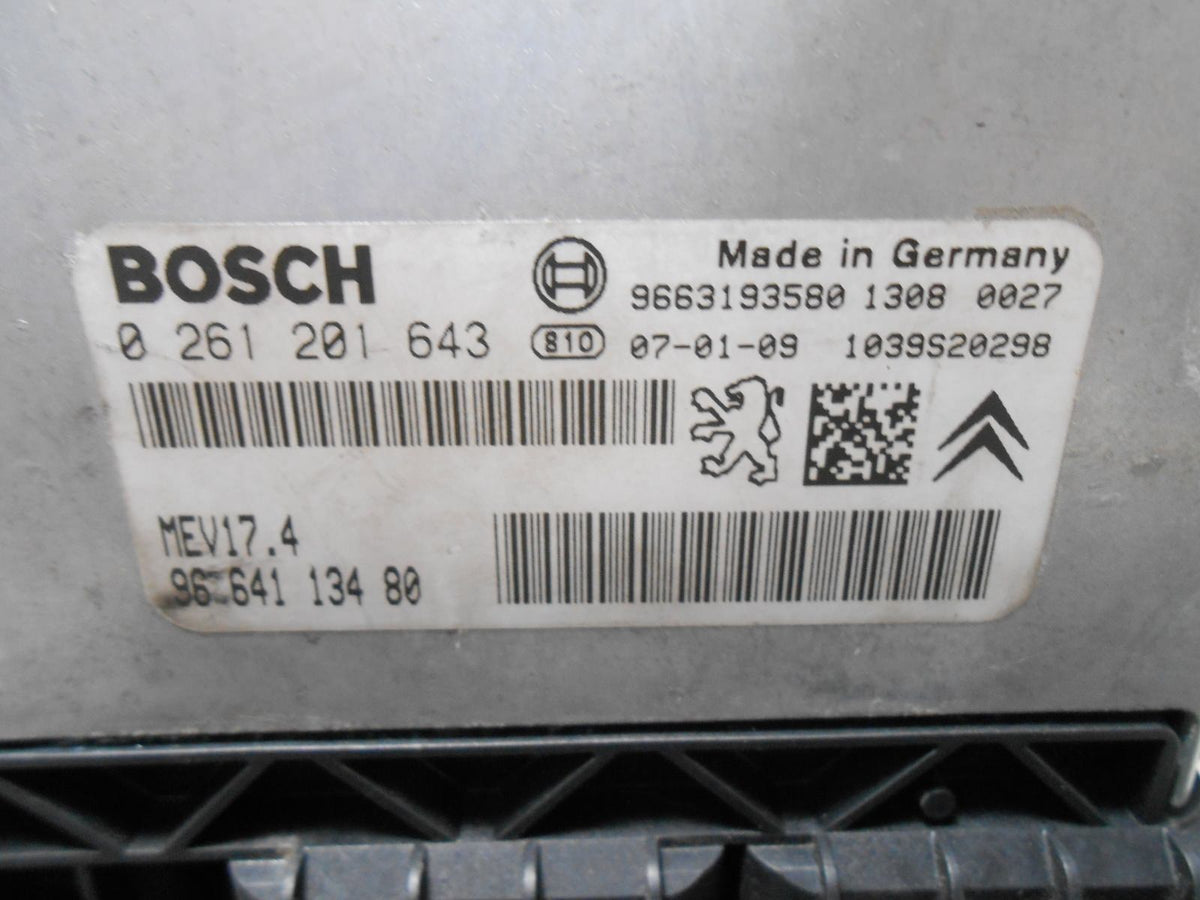 BOSCH
Made in Germany
9663193580 1308 0027
0 261 201 643
810 07-01-09 1039S20298
MEV17.4
96 641 134 80